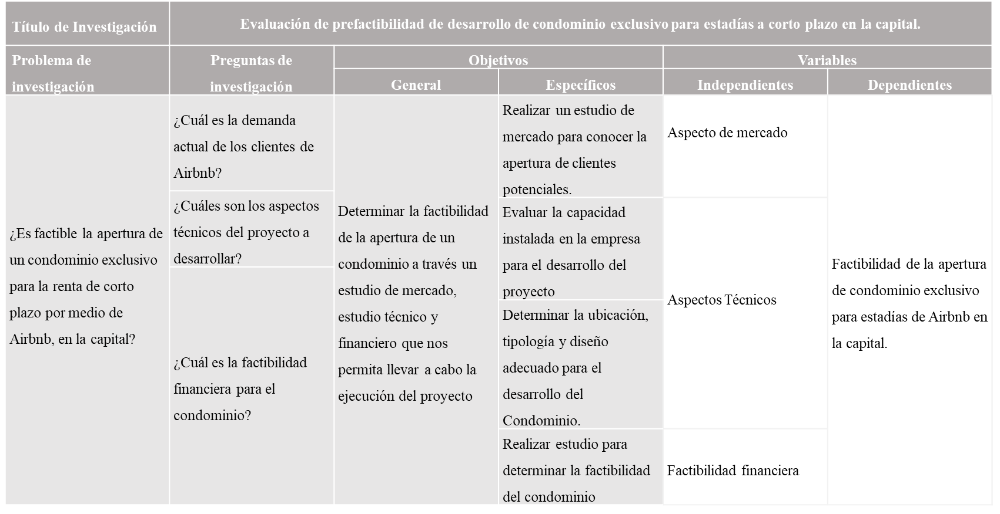 Título de Investigación
Evaluación de prefactibilidad de desarrollo de condominio exclusivo para estadías a corto plazo en la capital.
Problema de
investigación
Preguntas de
investigación
Objetivos
Variables
General
Específicos
Independientes
Dependientes
¿Es factible la apertura de
un condominio exclusivo
para la renta de corto
plazo por medio de
Airbnb, en la capital?
¿Cuál es la demanda
actual de los clientes de
Airbnb?
¿Cuáles son los aspectos
técnicos del proyecto a
desarrollar?
¿Cuál es la factibilidad
financiera para el
condominio?
Determinar la factibilidad
de la apertura de un
condominio a través un
estudio de mercado,
estudio técnico y
financiero que nos
permita llevar a cabo la
ejecución del proyecto
Realizar un estudio de
mercado para conocer la
apertura de clientes
potenciales.
Evaluar la capacidad
instalada en la empresa
para el desarrollo del
proyecto
Determinar la ubicación,
tipología y diseño
adecuado para el
desarrollo del
Condominio.
Realizar estudio para
determinar la factibilidad
del condominio
Aspecto de mercado
Aspectos Técnicos
Factibilidad financiera
Factibilidad de la apertura
de condominio exclusivo
para estadías de Airbnb en
la capital.